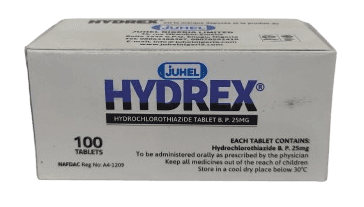 JUHEL NIGERIA LIMITED
JUHEL
HYDREX®
HYDROCHLOROTHIAZIDE TABLET B. P. 25MG
100
TABLETS
NAFDAC Reg No: A4-1209
EACH TABLET CONTAINS:
Hydrochlorothiazide B. P. 25mg
To be administered orally as prescribed by the physician
Keep all medicines out of the reach of children
Store in a cool dry place below 30°C